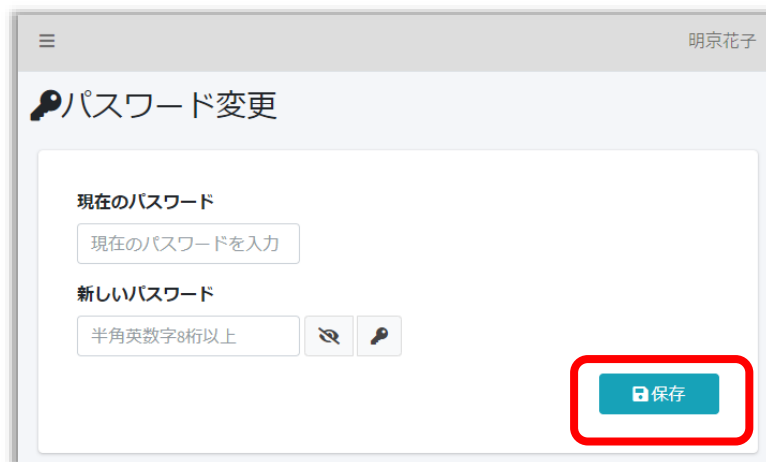 明京花子
パスワード変更
現在のパスワード
現在のパスワードを入力
新しいパスワード
半角英数字8桁以上
保存